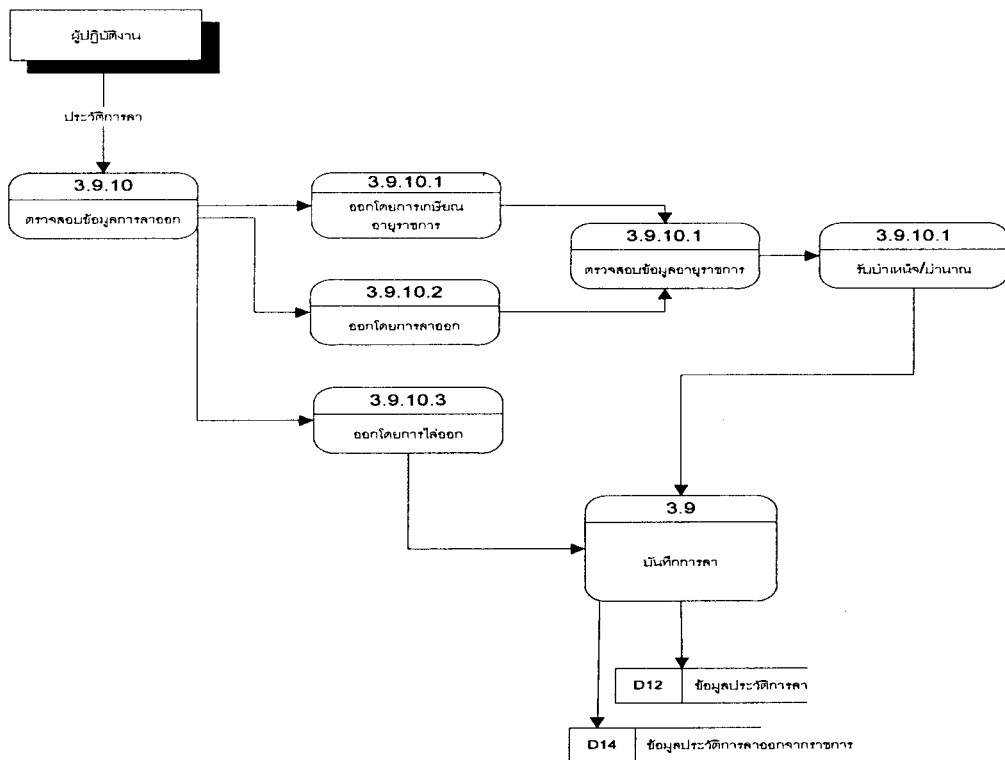 ผู้ปฏิบัติงาน
ประวัติการลา
3.9.10
ตรวจสอบข้อมูลการลาออก
3.9.10.1
ออกโดยการเกษียณ
อายุราชการ
3.9.10.1
ตรวจสอบข้อมูลอายุราชการ
3.9.10.1
รับบำเหน็จ/บำนาญ
3.9.10.2
ออกโดยการลาออก
3.9.10.3
ออกโดยการไล่ออก
3.9
บันทึกการลา
D12
ข้อมูลประวัติการลา
D14
ข้อมูลประวัติการลาออกจากราชการ